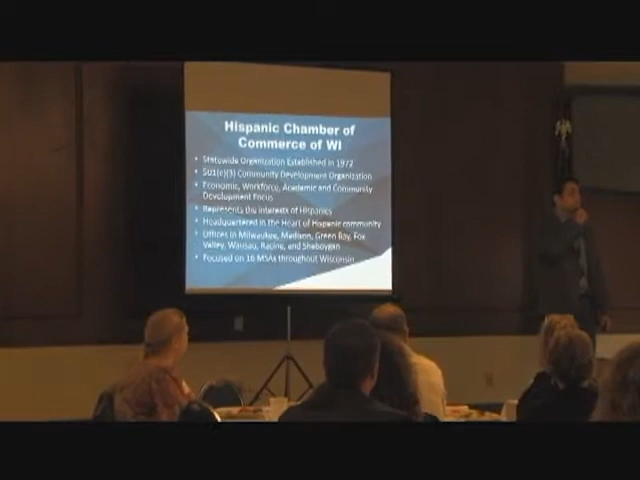 Hispanic Chamber of
Commerce of WI
• Statewide Organization Established in 1972
• 501(c)(3) Community Development Organization
• Economic, Workforce, Academic and Community
Development Focus
• Represents the interests of Hispanics
• Headquartered in the Heart of Hispanic community
• Offices in Milwaukee, Madison, Green Bay, Fox
Valley, Wausau, Racine, and Sheboygan
• Focused on 16 MSAs throughout Wisconsin